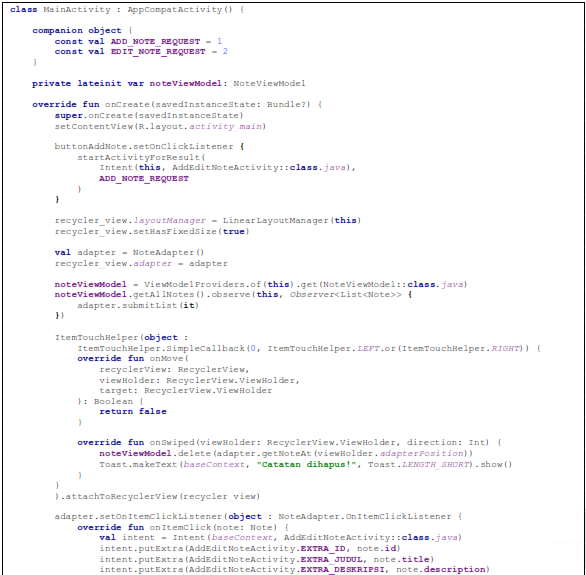 class MainActivity : AppCompatActivity() {
companion object {
const val ADD_NOTE_REQUEST = 1
const val EDIT_NOTE_REQUEST = 2
}
private lateinit var noteViewModel: NoteViewModel
override fun onCreate(savedInstanceState: Bundle?) {
super.onCreate(savedInstanceState)
setContentView(R.layout.activity_main)
buttonAddNote.setOnClickListener {
startActivityForResult(
Intent(this, AddEditNoteActivity::class.java),
ADD_NOTE_REQUEST
)
}
recycler_view.layoutManager = LinearLayoutManager(this)
recycler_view.setHasFixedSize(true)
val adapter = NoteAdapter()
recycler_view.adapter = adapter
noteViewModel = ViewModelProviders.of(this).get(NoteViewModel::class.java)
noteViewModel.getAllNotes().observe(this, Observer<List<Note>> {
adapter.submitList(it)
})
ItemTouchHelper(object :
ItemTouchHelper.SimpleCallback(0, ItemTouchHelper.LEFT.or(ItemTouchHelper.RIGHT)) {
override fun onMove(
recyclerView: RecyclerView,
viewHolder: RecyclerView.ViewHolder,
target: RecyclerView.ViewHolder
): Boolean {
return false
}
override fun onSwiped(viewHolder: RecyclerView.ViewHolder, direction: Int) {
noteViewModel.delete(adapter.getNoteAt(viewHolder.adapterPosition))
Toast.makeText(baseContext, "Catatan dihapus!", Toast.LENGTH_SHORT).show()
}
}
).attachToRecyclerView(recycler_view)
adapter.setOnItemClickListener(object : NoteAdapter.OnItemClickListener {
override fun onItemClick(note: Note) {
val intent = Intent(baseContext, AddEditNoteActivity::class.java)
intent.putExtra(AddEditNoteActivity.EXTRA_ID, note.id)
intent.putExtra(AddEditNoteActivity.EXTRA_JUDUL, note.title)
intent.putExtra(AddEditNoteActivity.EXTRA_DESKRIPSI, note.description)